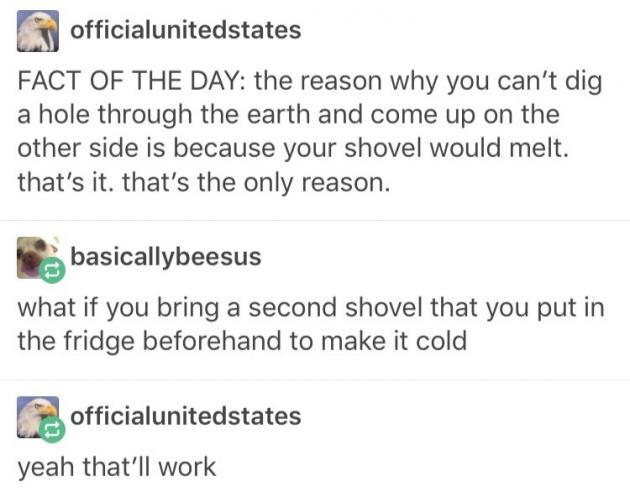 officialunitedstates
FACT OF THE DAY: the reason why you can’t dig
a hole through the earth and come up on the
other side is because your shovel would melt.
that’s it. that’s the only reason.
basicallybeesus
what if you bring a second shovel that you put in
the fridge beforehand to make it cold
officialunitedstates
yeah that’ll work